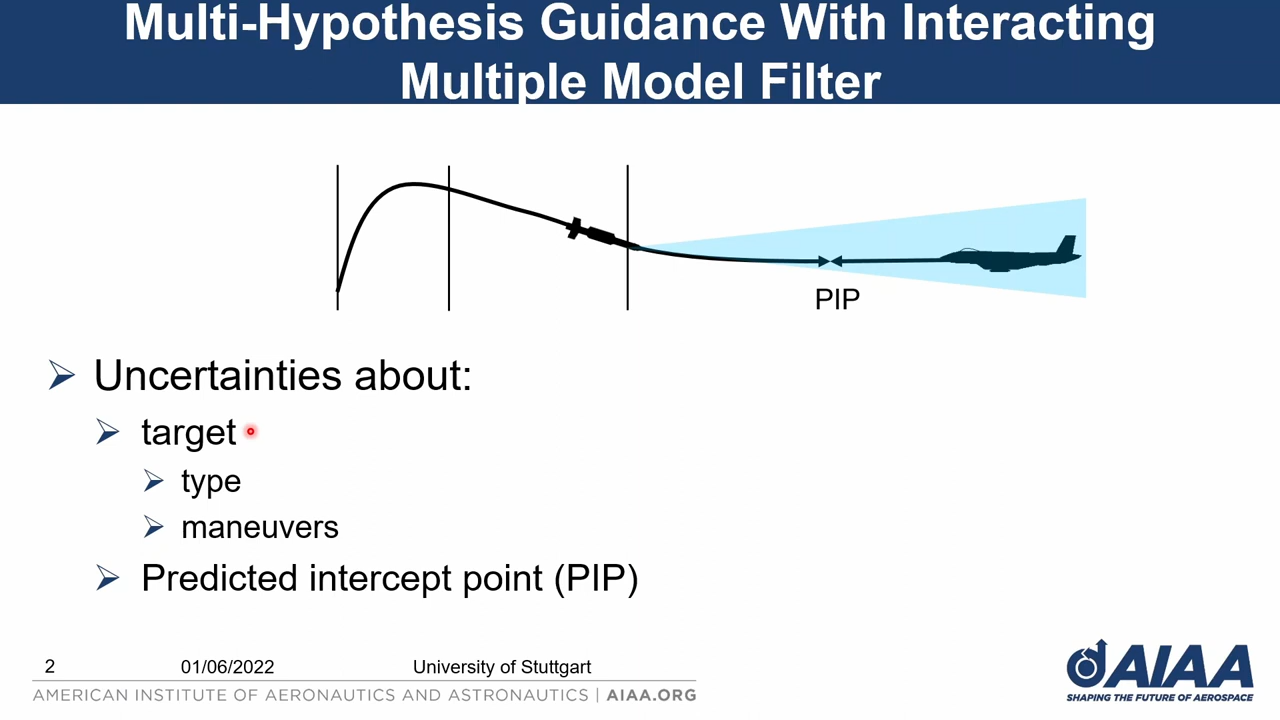 Multi-Hypothesis Guidance With Interacting
Multiple Model Filter
PIP
Uncertainties about:
target
type
maneuvers
Predicted intercept point (PIP)
2 01/06/2022 University of Stuttgart
AMERICAN INSTITUTE OF AERONAUTICS AND ASTRONAUTICS | AIAA.ORG
AIAA
SHAPING THE FUTURE OF AEROSPACE